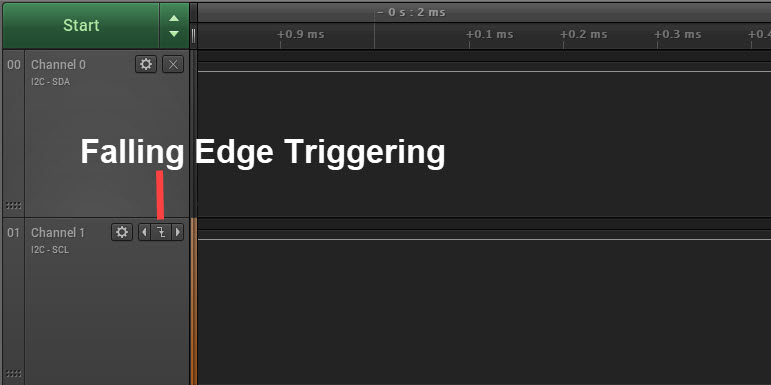 Start
- 0 s : 2 ms
+0.9 ms
+0.1 ms
+0.2 ms
+0.3 ms
+0.4
00
Channel 0
I2C - SDA
Falling Edge Triggering
01
Channel 1
I2C - SCL